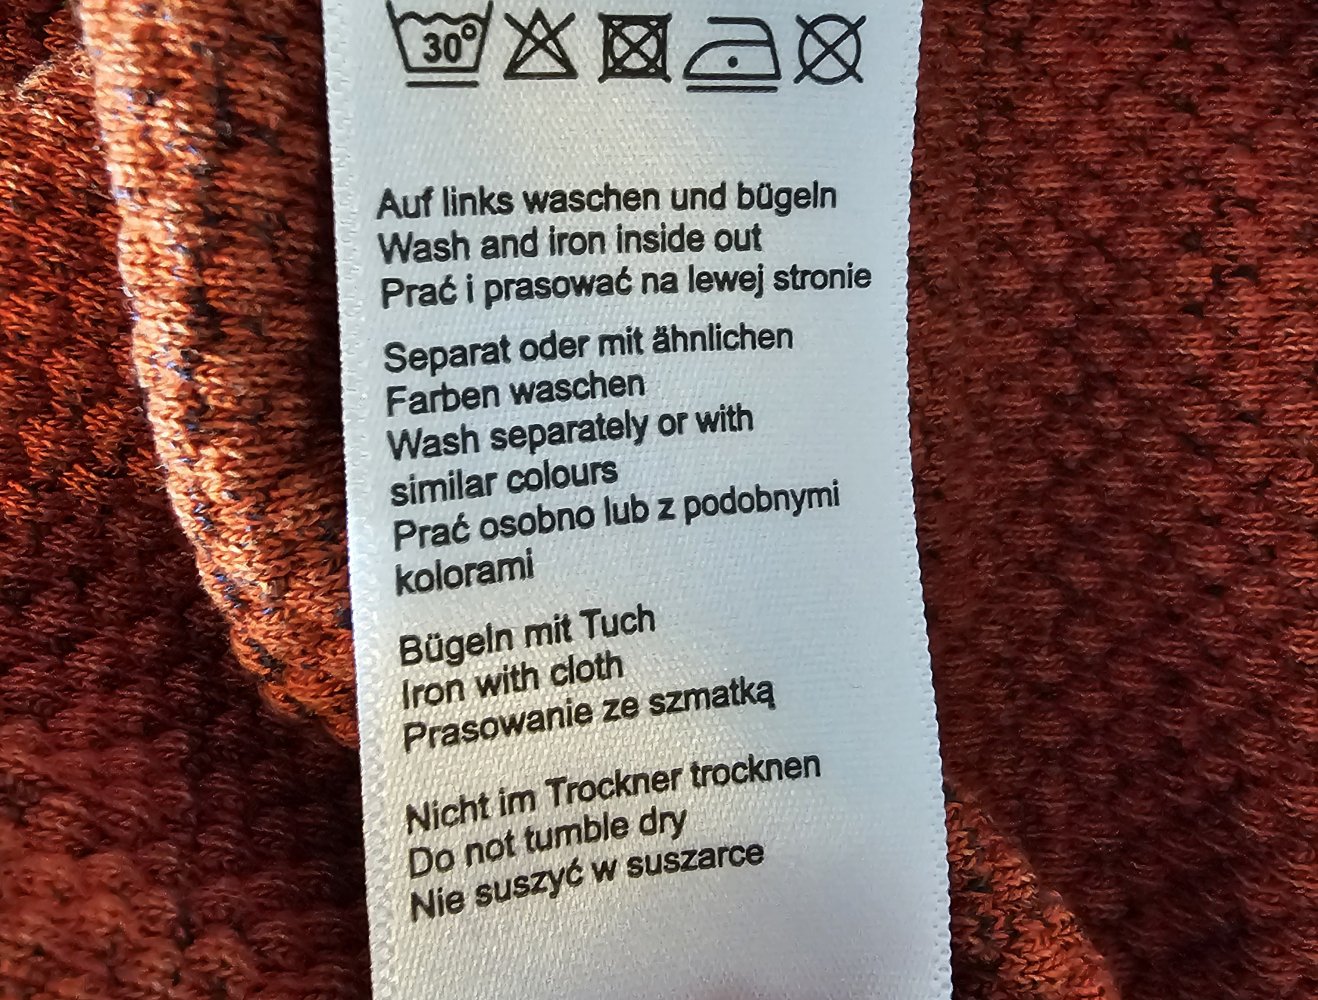 30°
Auf links waschen und bügeln
Wash and iron inside out
Prać i prasować na lewej stronie
Separat oder mit ähnlichen
Farben waschen
Wash separately or with
similar colours
Prać osobno lub z podobnymi
kolorami
Bügeln mit Tuch
Iron with cloth
Prasowanie ze szmatką
Nicht im Trockner trocknen
Do not tumble dry
Nie suszyć w suszarce